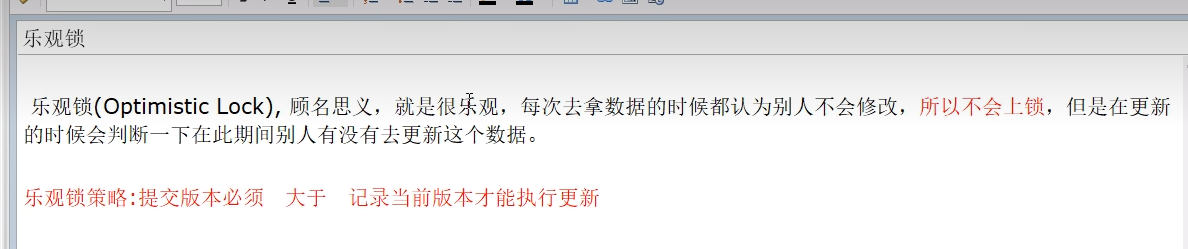 乐观锁
乐观锁(Optimistic Lock), 顾名思义，就是很乐观，每次去拿数据的时候都认为别人不会修改，所以不会上锁，但是在更新
的时候会判断一下在此期间别人有没有去更新这个数据。
乐观锁策略:提交版本必须 大于 记录当前版本才能执行更新